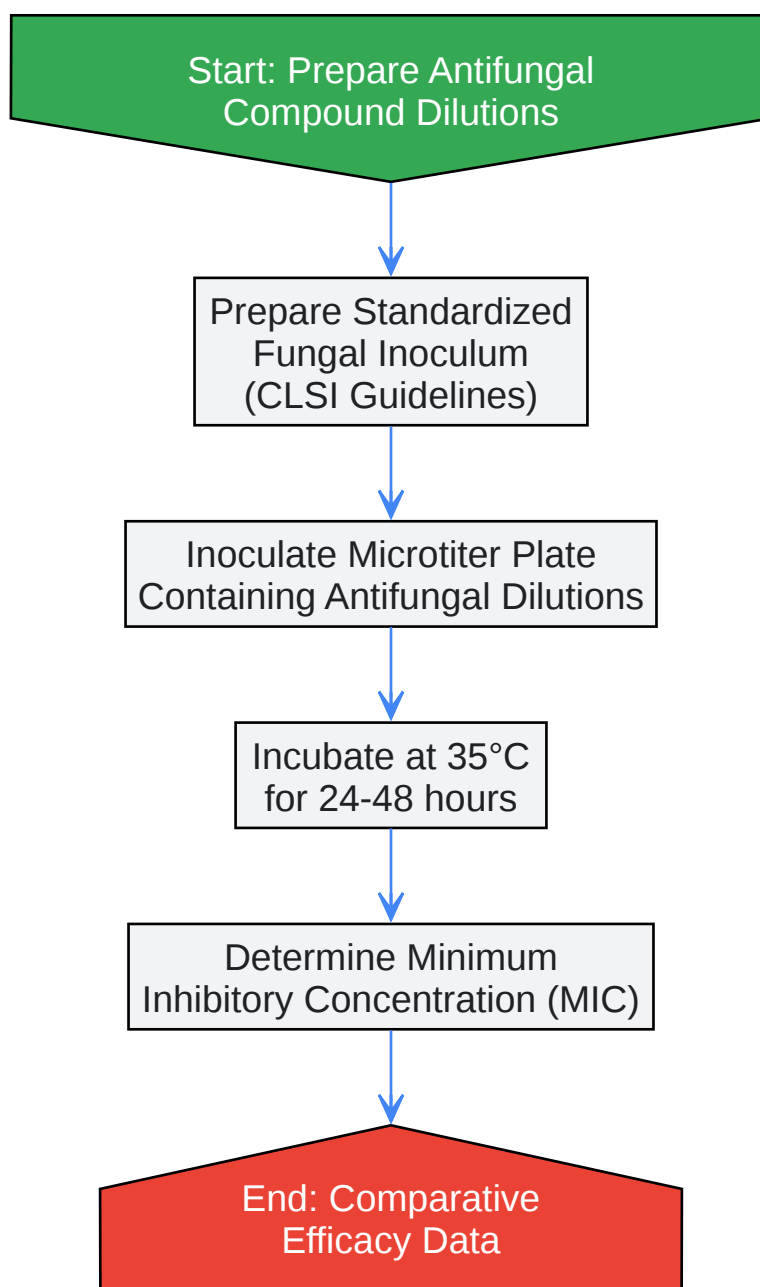 Start: Prepare Antifungal
Compound Dilutions
Prepare Standardized
Fungal Inoculum
(CLSI Guidelines)
Inoculate Microtiter Plate
Containing Antifungal Dilutions
Incubate at 35°C
for 24-48 hours
Determine Minimum
Inhibitory Concentration (MIC)
End: Comparative
Efficacy Data